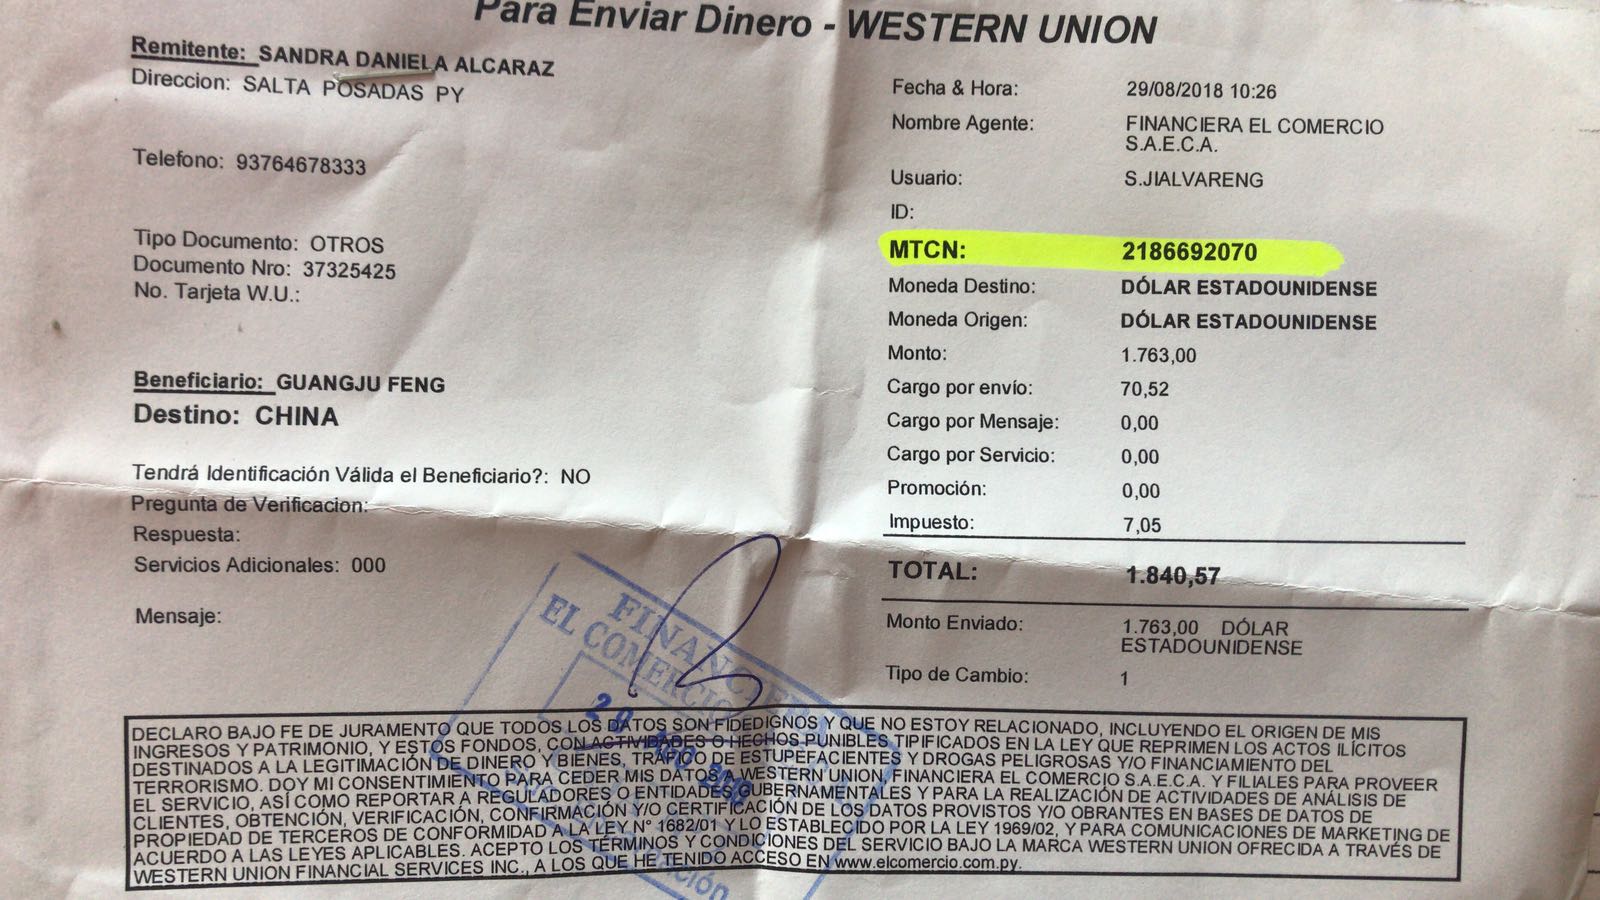 Para Enviar Dinero - WESTERN UNION
Remitente: SANDRA DANIELA ALCARAZ
Direccion: SALTA POSADAS PY
Telefono: 93764678333
Tipo Documento: OTROS
Documento Nro: 37325425
No. Tarjeta W.U.:
Beneficiario: GUANGJU FENG
Destino: CHINA
Tendrá Identificación Válida el Beneficiario?: NO
Pregunta de Verificacion:
Respuesta:
Servicios Adicionales: 000
Mensaje:
Fecha & Hora: 29/08/2018 10:26
Nombre Agente: FINANCIERA EL COMERCIO
S.A.E.C.A.
Usuario: S.JIALVARENG
ID:
MTCN: 2186692070
Moneda Destino: DÓLAR ESTADOUNIDENSE
Moneda Origen: DÓLAR ESTADOUNIDENSE
Monto: 1.763,00
Cargo por envío: 70,52
Cargo por Mensaje: 0,00
Cargo por Servicio: 0,00
Promoción: 0,00
Impuesto: 7,05
TOTAL: 1.840,57
Monto Enviado: 1.763,00 DÓLAR
ESTADOUNIDENSE
Tipo de Cambio: 1
FINANCIERA
EL COMERCIO
DECLARO BAJO FE DE JURAMENTO QUE TODOS LOS DATOS SON FIDEDIGNOS Y QUE NO ESTOY RELACIONADO, INCLUYENDO EL ORIGEN DE MIS
INGRESOS Y PATRIMONIO, Y ESTOS FONDOS, CON ACTIVIDADES O HECHOS PUNIBLES TIPIFICADOS EN LA LEY QUE REPRIMEN LOS ACTOS ILÍCITOS
DESTINADOS A LA LEGITIMACIÓN DE DINERO Y BIENES, TRAFICO DE ESTUPEFACIENTES Y DROGAS PELIGROSAS Y/O FINANCIAMIENTO DEL
TERRORISMO. DOY MI CONSENTIMIENTO PARA CEDER MIS DATOS A WESTERN UNION, FINANCIERA EL COMERCIO S.A.E.C.A. Y FILIALES PARA PROVEER
EL SERVICIO, ASÍ COMO REPORTAR A REGULADORES O ENTIDADES GUBERNAMENTALES Y PARA LA REALIZACIÓN DE ACTIVIDADES DE ANÁLISIS DE
CLIENTES, OBTENCIÓN, VERIFICACIÓN, CONFIRMACIÓN Y/O CERTIFICACIÓN DE LOS DATOS PROVISTOS Y/O OBRANTES EN BASES DE DATOS DE
PROPIEDAD DE TERCEROS DE CONFORMIDAD A LA LEY N° 1682/01 Y LO ESTABLECIDO POR LA LEY 1969/02, Y PARA COMUNICACIONES DE MARKETING DE
ACUERDO A LAS LEYES APLICABLES. ACEPTO LOS TÉRMINOS Y CONDICIONES DEL SERVICIO BAJO LA MARCA WESTERN UNION OFRECIDA A TRAVÉS DE
WESTERN UNION FINANCIAL SERVICES INC., A LOS QUE HE TENIDO ACCESO EN www.elcomercio.com.py.